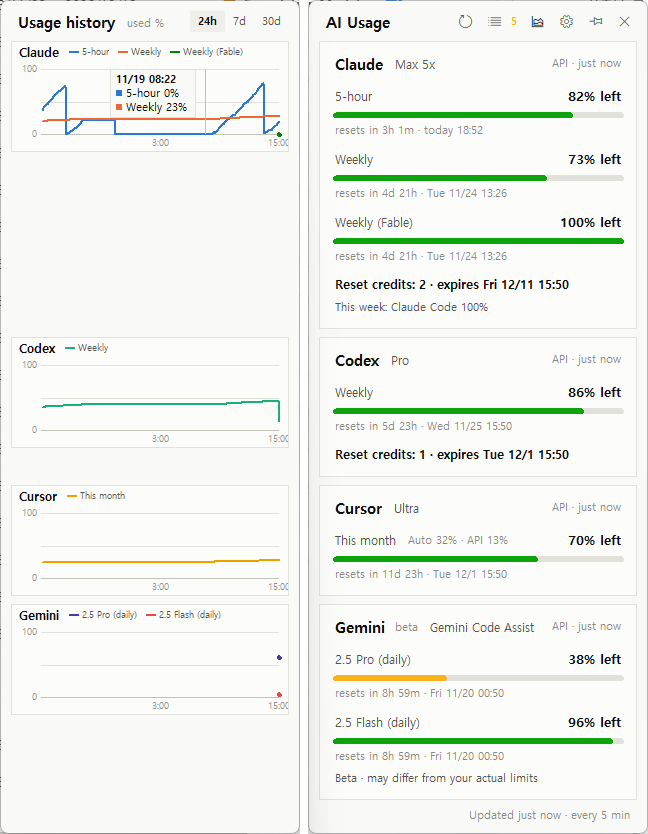 Usage history used % 24h 7d 30d
Claude 5-hour Weekly Weekly (Fable)
100
11/19 08:22
5-hour 0%
Weekly 23%
0
3:00 15:00
Codex Weekly
100
0
3:00 15:00
Cursor This month
100
0
3:00 15:00
Gemini 2.5 Pro (daily) 2.5 Flash (daily)
100
0
3:00 15:00
AI Usage 5
Claude Max 5x API · just now
5-hour 82% left
resets in 3h 1m · today 18:52
Weekly 73% left
resets in 4d 21h · Tue 11/24 13:26
Weekly (Fable) 100% left
resets in 4d 21h · Tue 11/24 13:26
Reset credits: 2 · expires Fri 12/11 15:50
This week: Claude Code 100%
Codex Pro API · just now
Weekly 86% left
resets in 5d 23h · Wed 11/25 15:50
Reset credits: 1 · expires Tue 12/1 15:50
Cursor Ultra API · just now
This month Auto 32% · API 13% 70% left
resets in 11d 23h · Tue 12/1 15:50
Gemini beta Gemini Code Assist API · just now
2.5 Pro (daily) 38% left
resets in 8h 59m · Fri 11/20 00:50
2.5 Flash (daily) 96% left
resets in 8h 59m · Fri 11/20 00:50
Beta · may differ from your actual limits
Updated just now · every 5 min